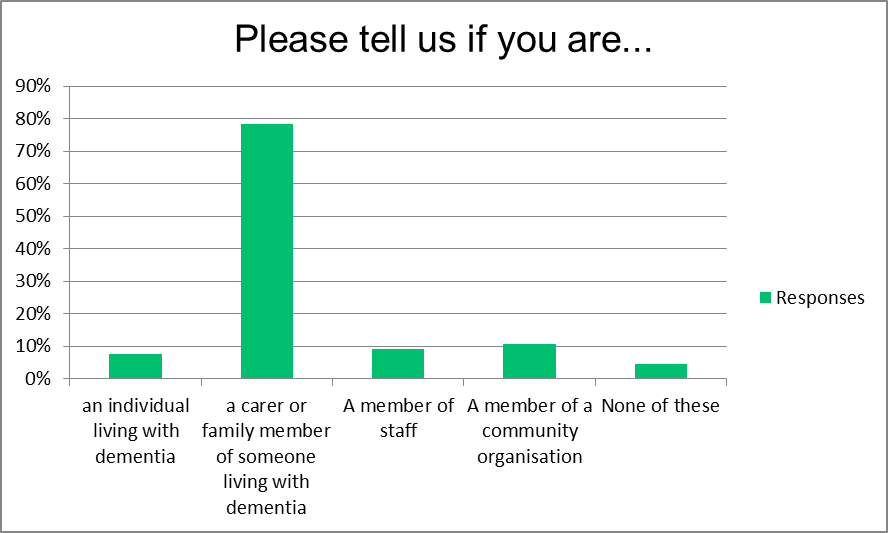 Please tell us if you are...
90%
80%
70%
60%
50%
40%
30%
20%
10%
0%
an individual
living with
dementia
a carer or
family member
of someone
living with
dementia
A member of
staff
A member of a
community
organisation
None of these
Responses